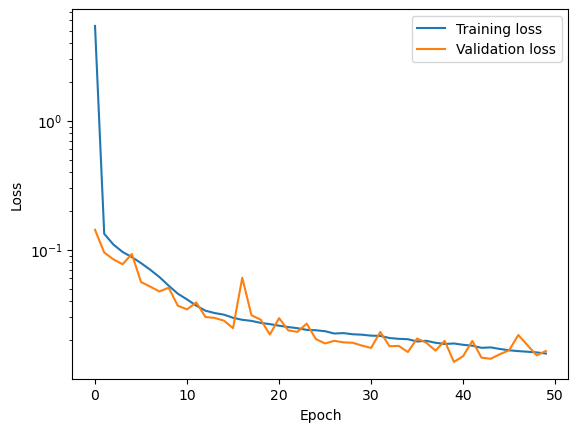 Training loss
Validation loss
10⁰
10⁻¹
Loss
0 10 20 30 40 50
Epoch